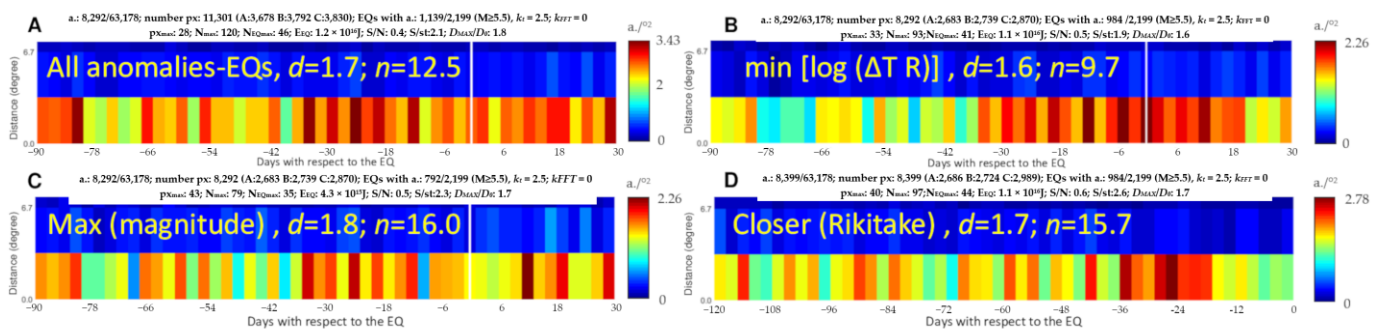 a.: 8,292/63,178; number px: 11,301 (A:3,678 B:3,792 C:3,830); EQs with a.: 1,139/2,199 (M≥5.5), kt = 2.5; kFFT = 0
pxmax: 28; Nmax: 120; NEQmax: 46; EEQ: 1.2 × 10¹⁶J; S/N: 0.4; S/st:2.1; DMAX/D0: 1.8
A
a./º2
3.43
2
0
6.7
0.0
Distance (degree)
All anomalies-EQs, d=1.7; n=12.5
−90 −78 −66 −54 −42 −30 −18 −6 6 18 30
Days with respect to the EQ
a.: 8,292/63,178; number px: 8,292 (A:2,683 B:2,739 C:2,870); EQs with a.: 984 /2,199 (M≥5.5), kt = 2.5; kFFT = 0
pxmax: 33; Nmax: 93; NEQmax: 41; EEQ: 1.1 × 10¹⁶J; S/N: 0.5; S/st:1.9; DMAX/D0: 1.6
B
a./º2
2.26
0
6.7
0.0
Distance (degree)
min [log (ΔT R)] , d=1.6; n=9.7
−90 −78 −66 −54 −42 −30 −18 −6 6 18 30
Days with respect to the EQ
a.: 8,292/63,178; number px: 8,292 (A:2,683 B:2,739 C:2,870); EQs with a.: 792/2,199 (M≥5.5), kt = 2.5; kFFT = 0
pxmax: 43; Nmax: 79; NEQmax: 35; EEQ: 4.3 × 10¹⁵J; S/N: 0.5; S/st:2.3; DMAX/D0: 1.7
C
a./º2
2.26
0
6.7
0.0
Distance (degree)
Max (magnitude) , d=1.8; n=16.0
−90 −78 −66 −54 −42 −30 −18 −6 6 18 30
Days with respect to the EQ
a.: 8,399/63,178; number px: 8,399 (A:2,686 B:2,724 C:2,989); EQs with a.: 984/2,199 (M≥5.5), kt = 2.5; kFFT = 0
pxmax: 40; Nmax: 97;NEQmax: 44; EEQ: 1.1 × 10¹⁶J; S/N: 0.6; S/st:2.6; DMAX/D0: 1.7
D
a./º2
2.78
0
6.7
0.0
Distance (degree)
Closer (Rikitake) , d=1.7; n=15.7
−120 −108 −96 −84 −72 −60 −48 −36 −24 −12 0
Days with respect to the EQ